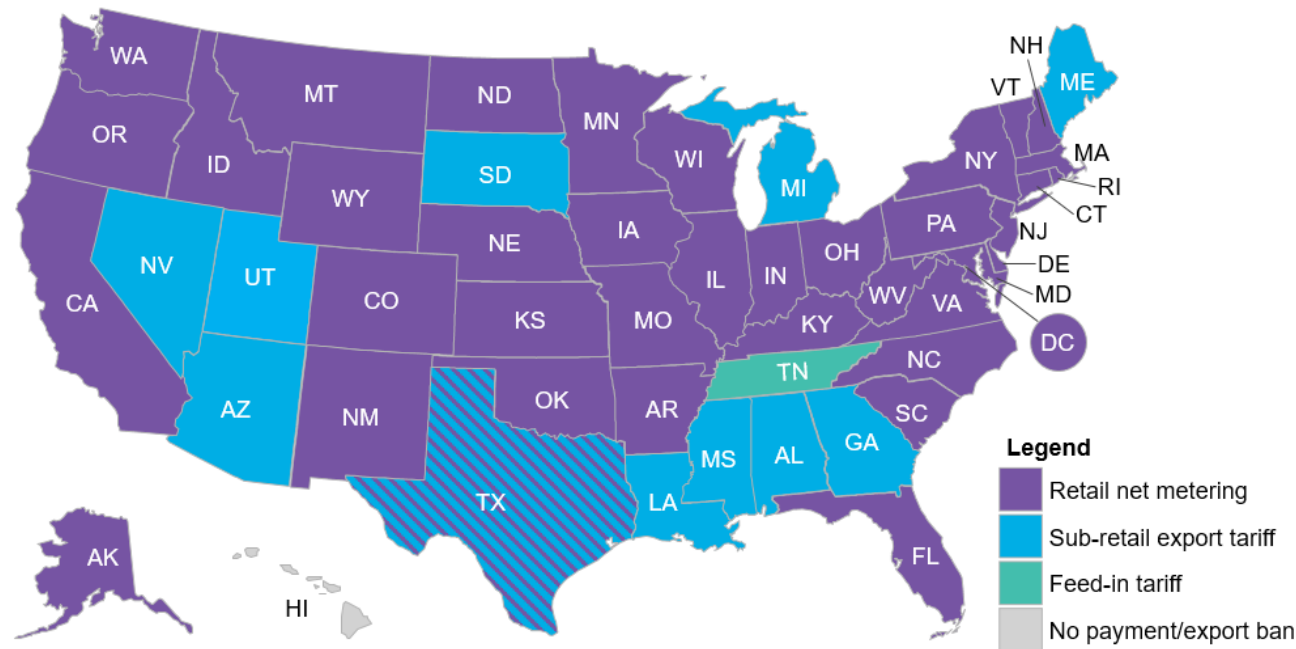 WA
MT
ND
MN
OR
ID
WY
SD
WI
MI
NH
VT
ME
NY
MA
RI
CT
NV
UT
CA
CO
NE
IA
KS
MO
IL
IN
OH
PA
NJ
DE
MD
WV
VA
DC
KY
AZ
NM
OK
AR
TN
NC
SC
TX
LA
MS
AL
GA
FL
AK
HI
Legend
Retail net metering
Sub-retail export tariff
Feed-in tariff
No payment/export ban